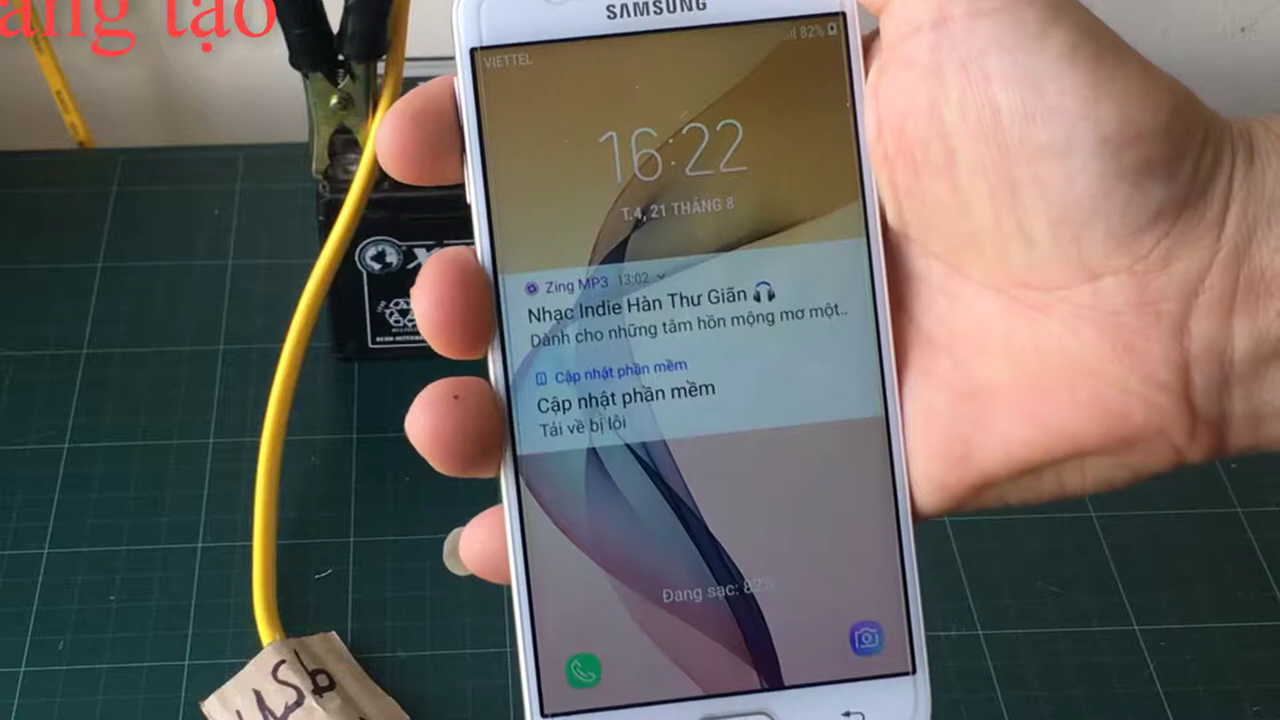 ang tạo
SAMSUNG
VIETTEL
82%
16:22
T.4, 21 THÁNG 8
Zing MP3 13:02
Nhạc Indie Hàn Thư Giãn 🎧
Dành cho những tâm hồn mộng mơ một..
Cập nhật phần mềm
Cập nhật phần mềm
Tải về bị lỗi
Đang sạc: 82%
USb